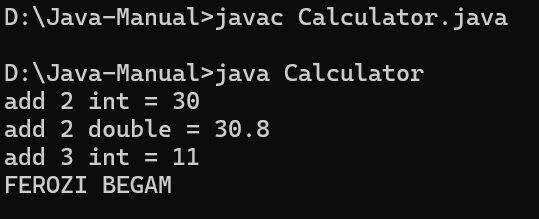 D:\Java-Manual>javac Calculator.java
D:\Java-Manual>java Calculator
add 2 int = 30
add 2 double = 30.8
add 3 int = 11
FEROZI BEGAM